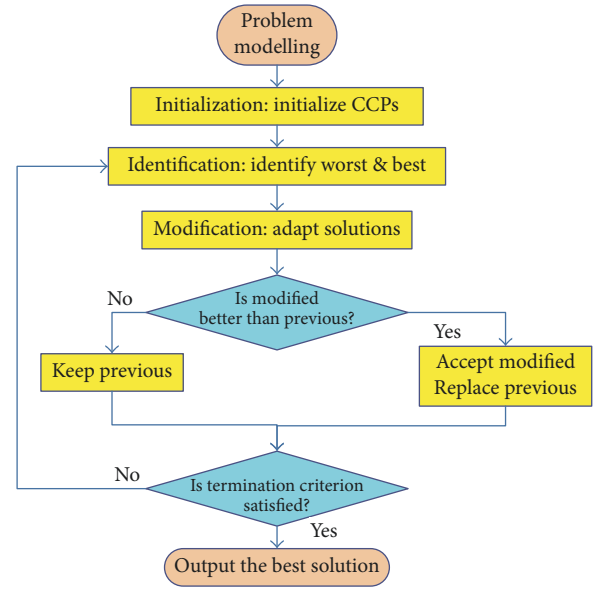 Problem
modelling
Initialization: initialize CCPs
Identification: identify worst & best
Modification: adapt solutions
Is modified
better than previous?
No
Yes
Keep previous
Accept modified
Replace previous
No
Is termination criterion
satisfied?
Yes
Output the best solution